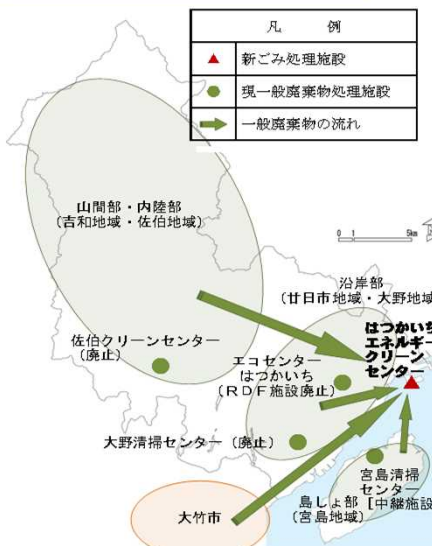 凡 例
新ごみ処理施設
現一般廃棄物処理施設
一般廃棄物の流れ
山間部・内陸部
(吉和地域・佐伯地域)
0 1 5km
沿岸部
(廿日市地域・大野地域
はつかいち
エネルギー
クリーン
センター
佐伯クリーンセンター
(廃止)
エコセンター
はつかいち
(RDF施設廃止)
大野清掃センター(廃止)
宮島清掃
センター
[中継施設
島しょ部
(宮島地域)
大竹市